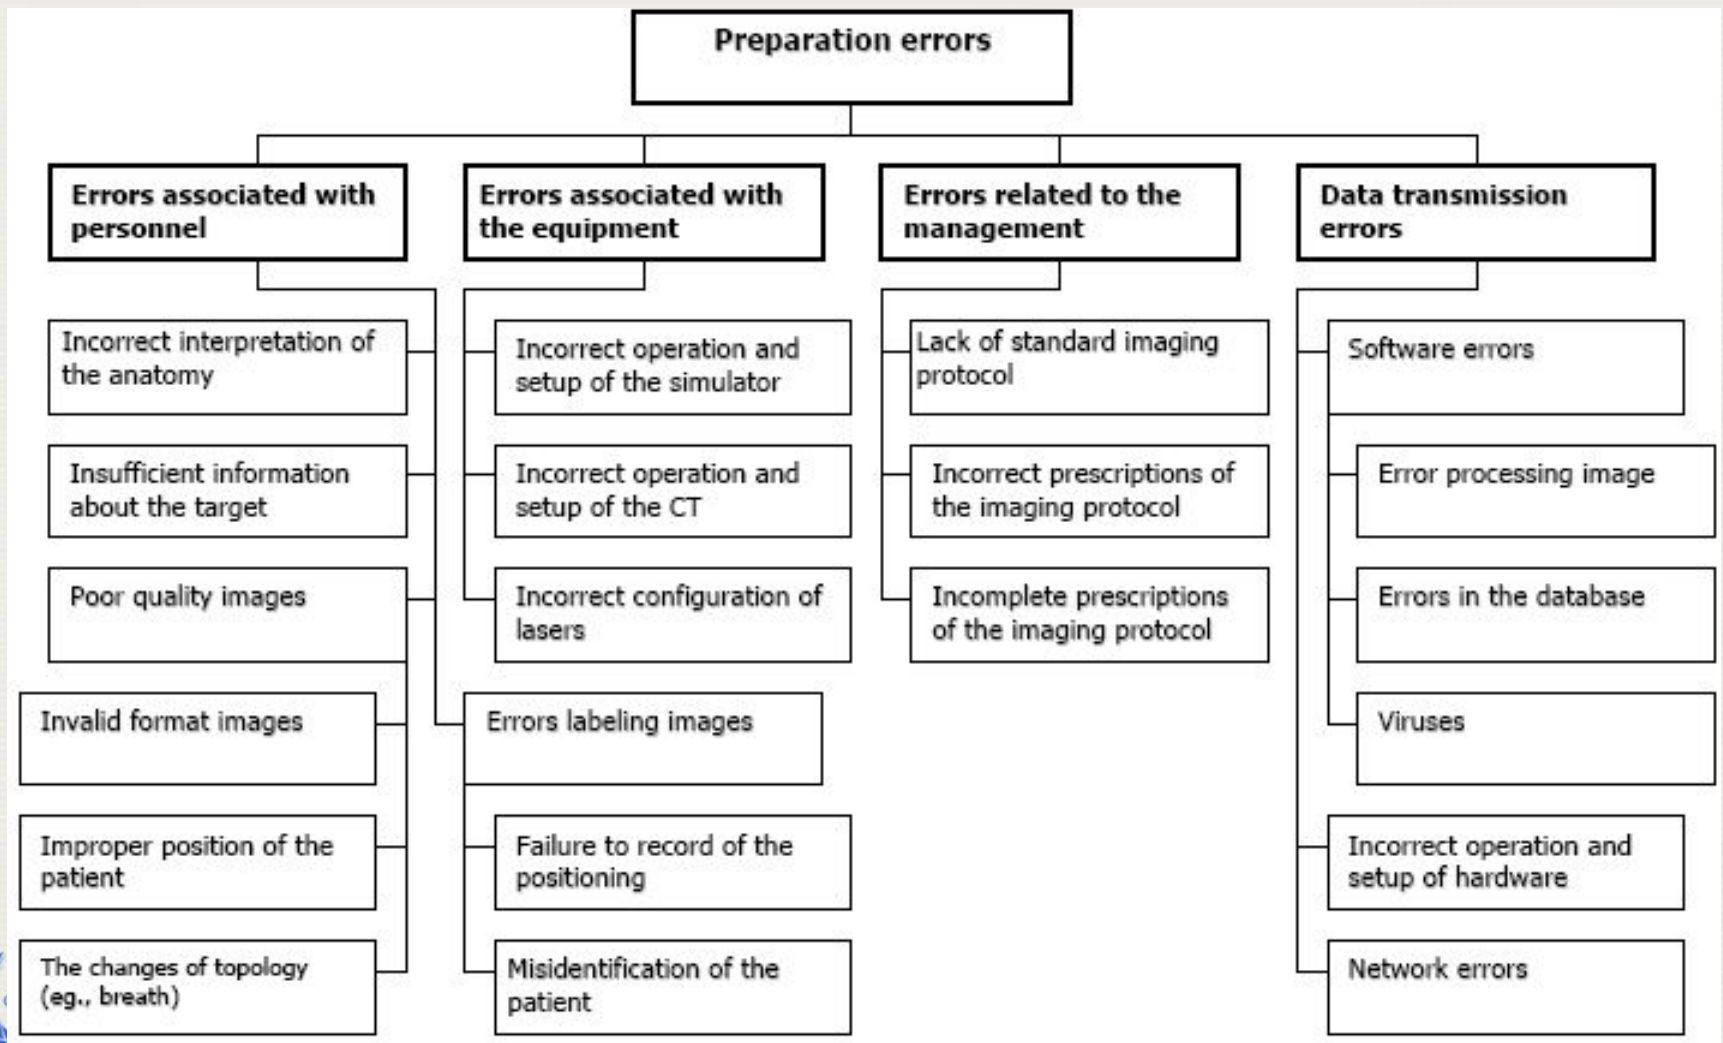 Preparation errors
Errors associated with
personnel
Errors associated with
the equipment
Errors related to the
management
Data transmission
errors
Incorrect interpretation of
the anatomy
Insufficient information
about the target
Poor quality images
Invalid format images
Improper position of the
patient
The changes of topology
(eg., breath)
Incorrect operation and
setup of the simulator
Incorrect operation and
setup of the CT
Incorrect configuration of
lasers
Errors labeling images
Failure to record of the
positioning
Misidentification of the
patient
Lack of standard imaging
protocol
Incorrect prescriptions of
the imaging protocol
Incomplete prescriptions
of the imaging protocol
Software errors
Error processing image
Errors in the database
Viruses
Incorrect operation and
setup of hardware
Network errors